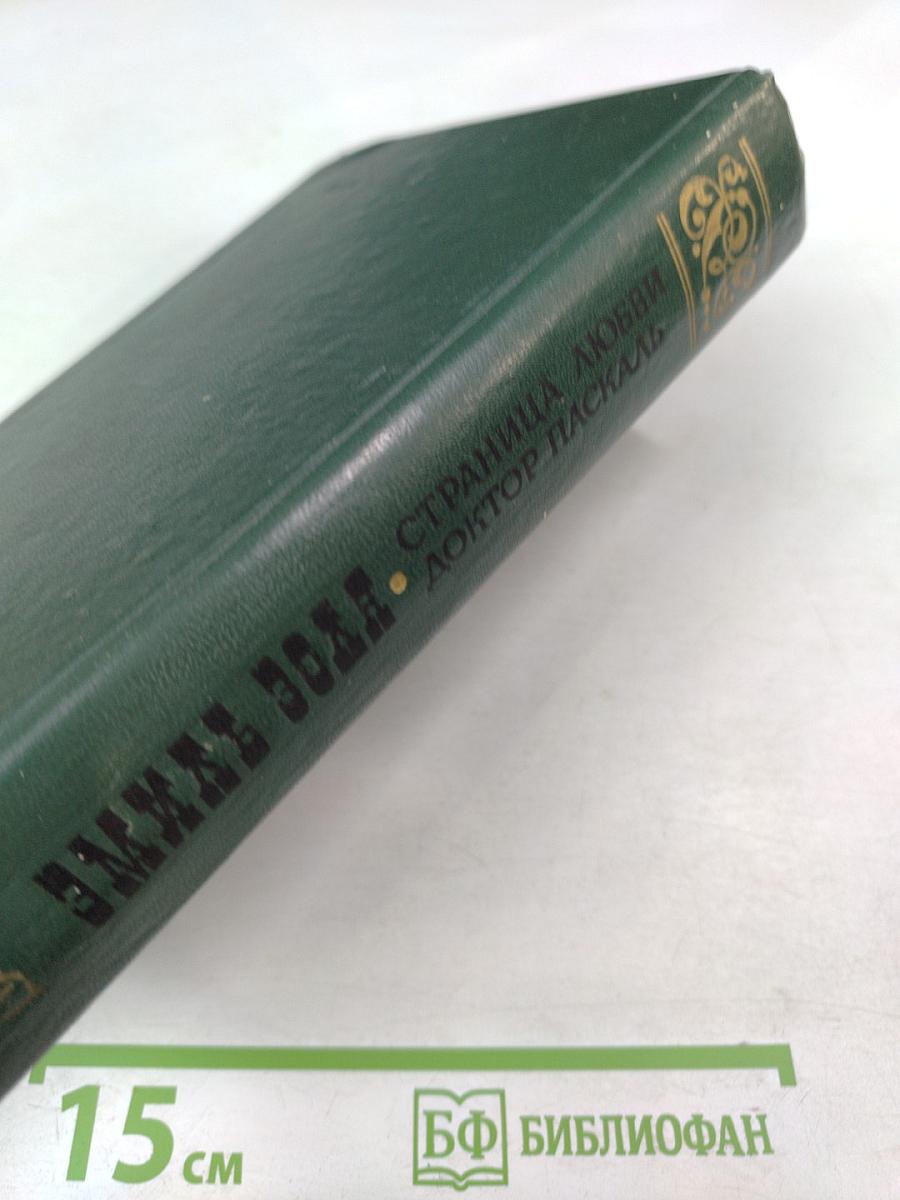 ЭМИЛЬ ЗОЛЯ • СТРАНИЦА ЛЮБВИ
ДОКТОР ПАСКАЛЬ
15 см
БФ БИБЛИОФАН